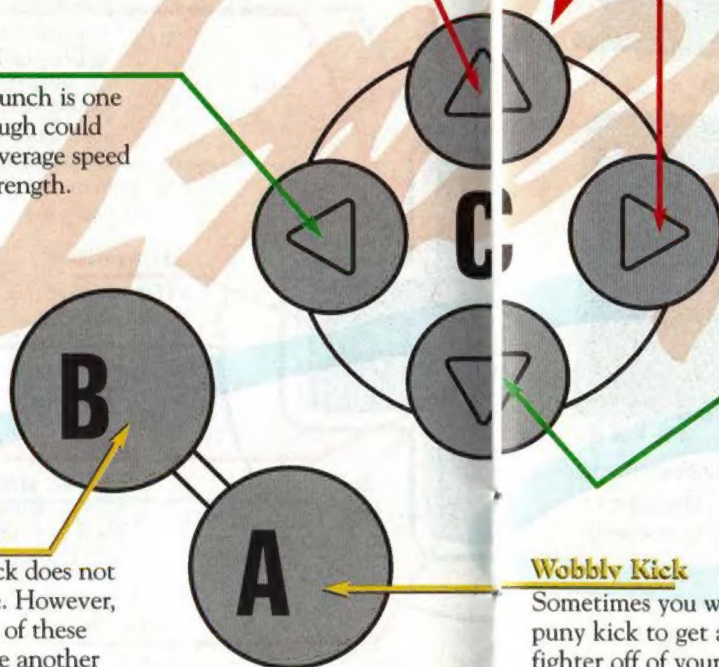 unch is one
ugh could
verage speed
rength.
C
B
A
ck does not
e. However,
of these
e another
Wobbly Kick
Sometimes you w
puny kick to get a
fighter off of your